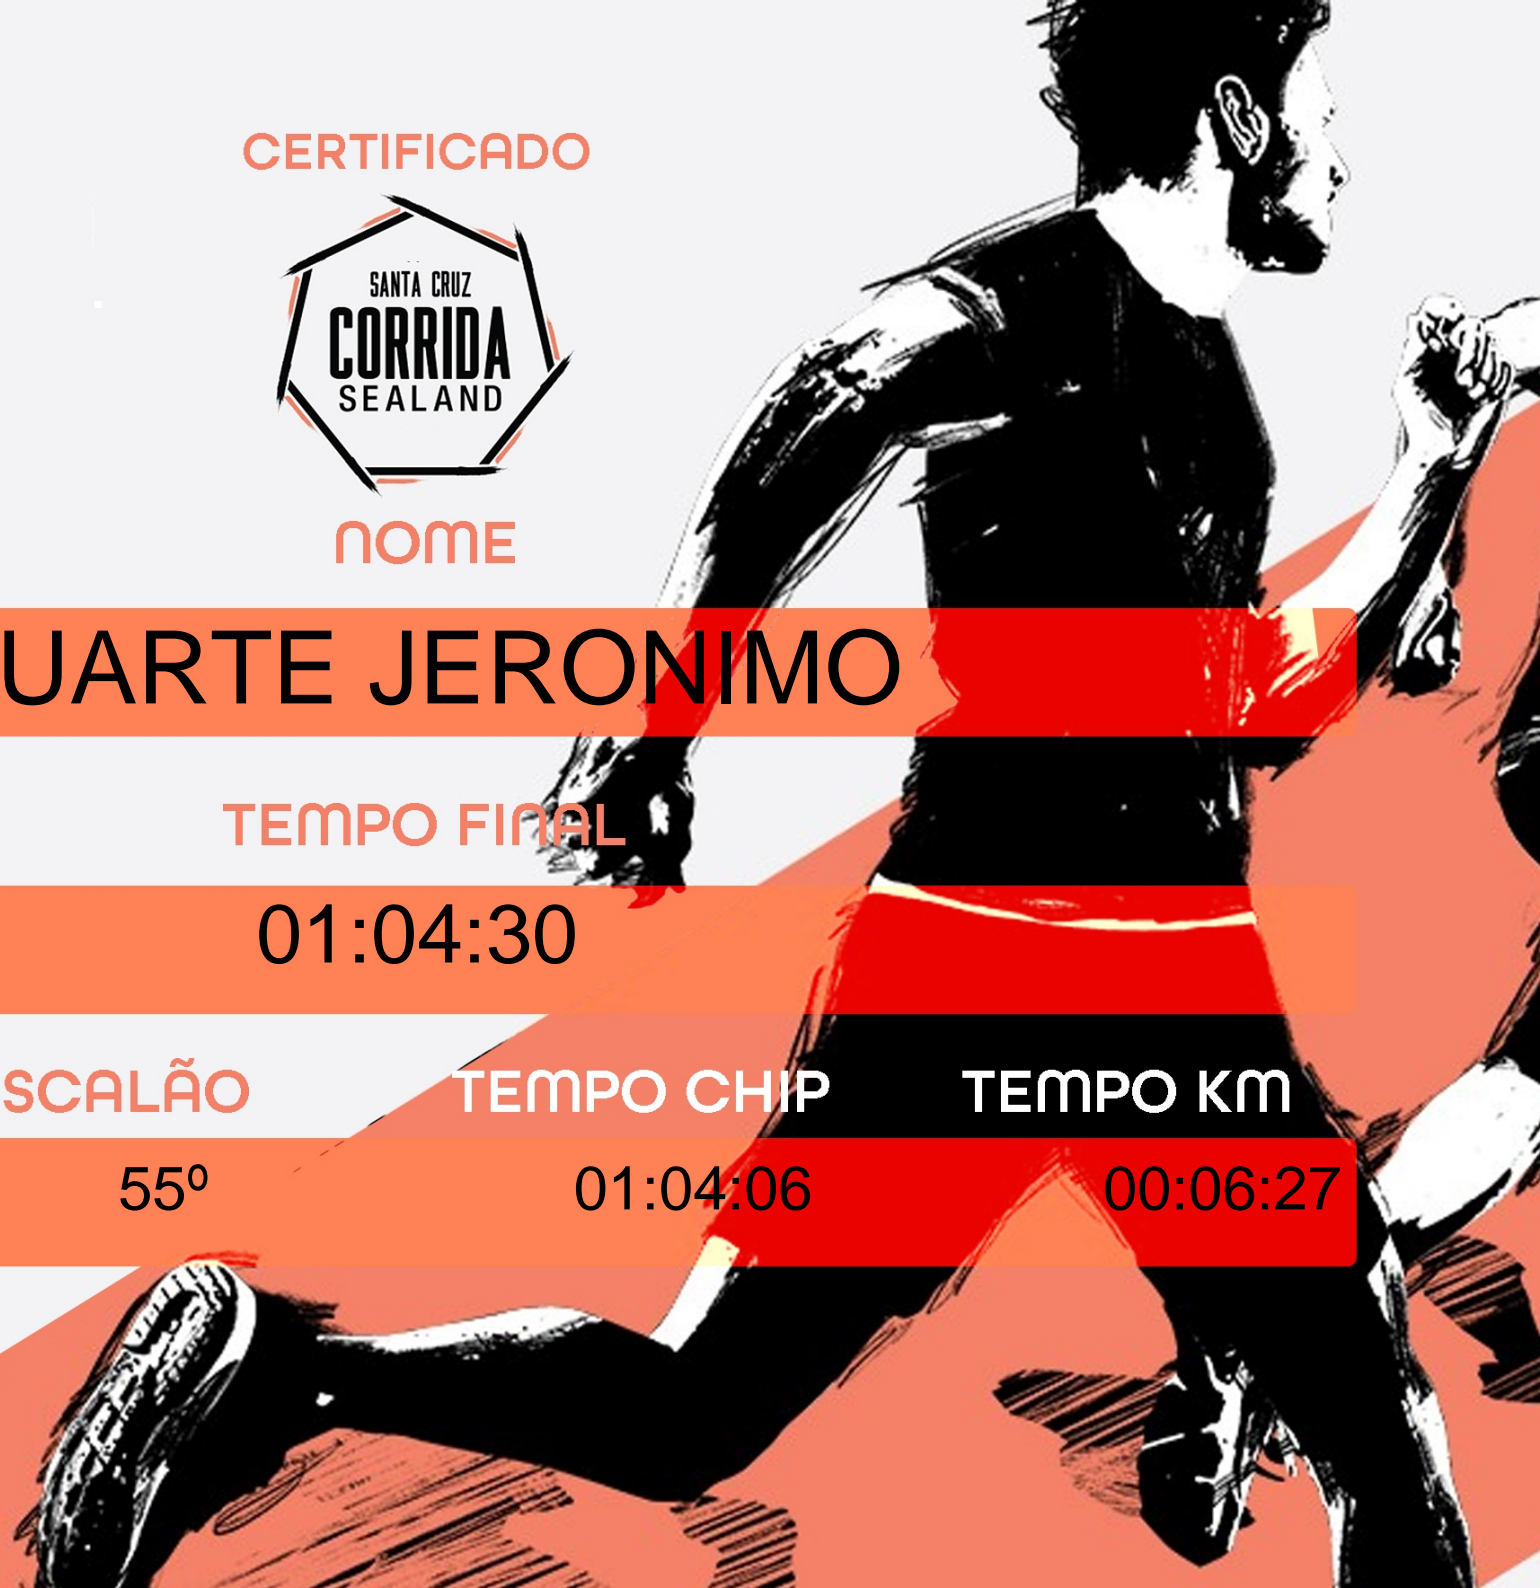 CERTIFICADO
SANTA CRUZ
CORRIDA
SEALAND
NOME
UARTE JERONIMO
TEMPO FINAL
01:04:30
SCALÃO TEMPO CHIP TEMPO KM
55º 01:04:06 00:06:27